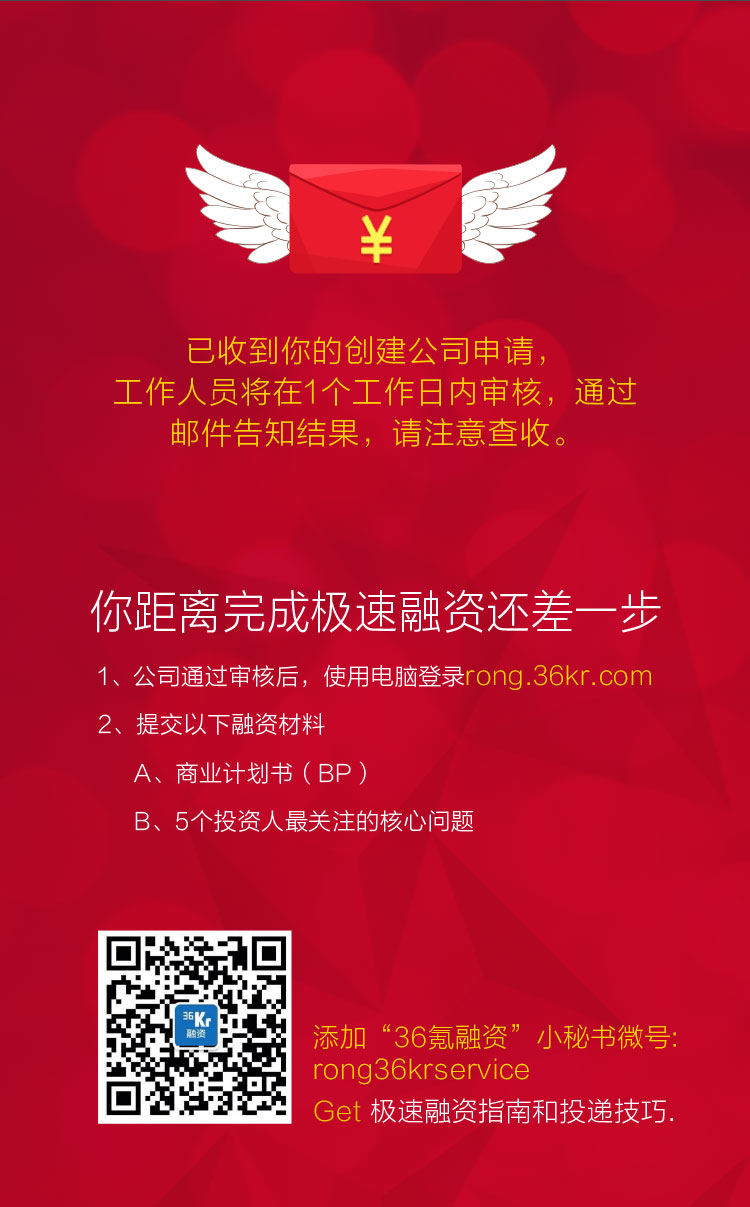 ¥
已收到你的创建公司申请，
工作人员将在1个工作日内审核，通过
邮件告知结果，请注意查收。
你距离完成极速融资还差一步
1、公司通过审核后，使用电脑登录rong.36kr.com
2、提交以下融资材料
A、商业计划书（BP）
B、5个投资人最关注的核心问题
36Kr
融资
添加“36氪融资”小秘书微号:
rong36krservice
Get 极速融资指南和投递技巧.